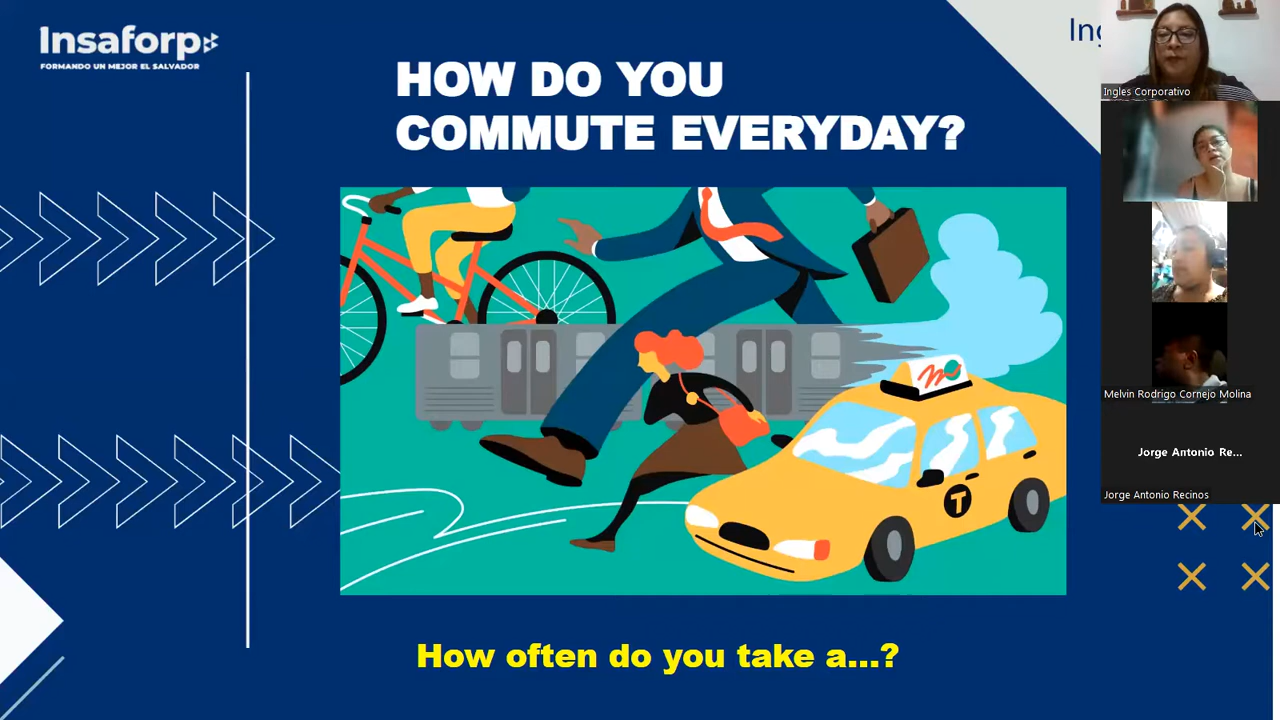 Insaforp
FORMANDO UN MEJOR EL SALVADOR
HOW DO YOU
COMMUTE EVERYDAY?
T
How often do you take a...?
Ingles Corporativo
Melvin Rodrigo Cornejo Molina
Jorge Antonio Re...
Jorge Antonio Recinos